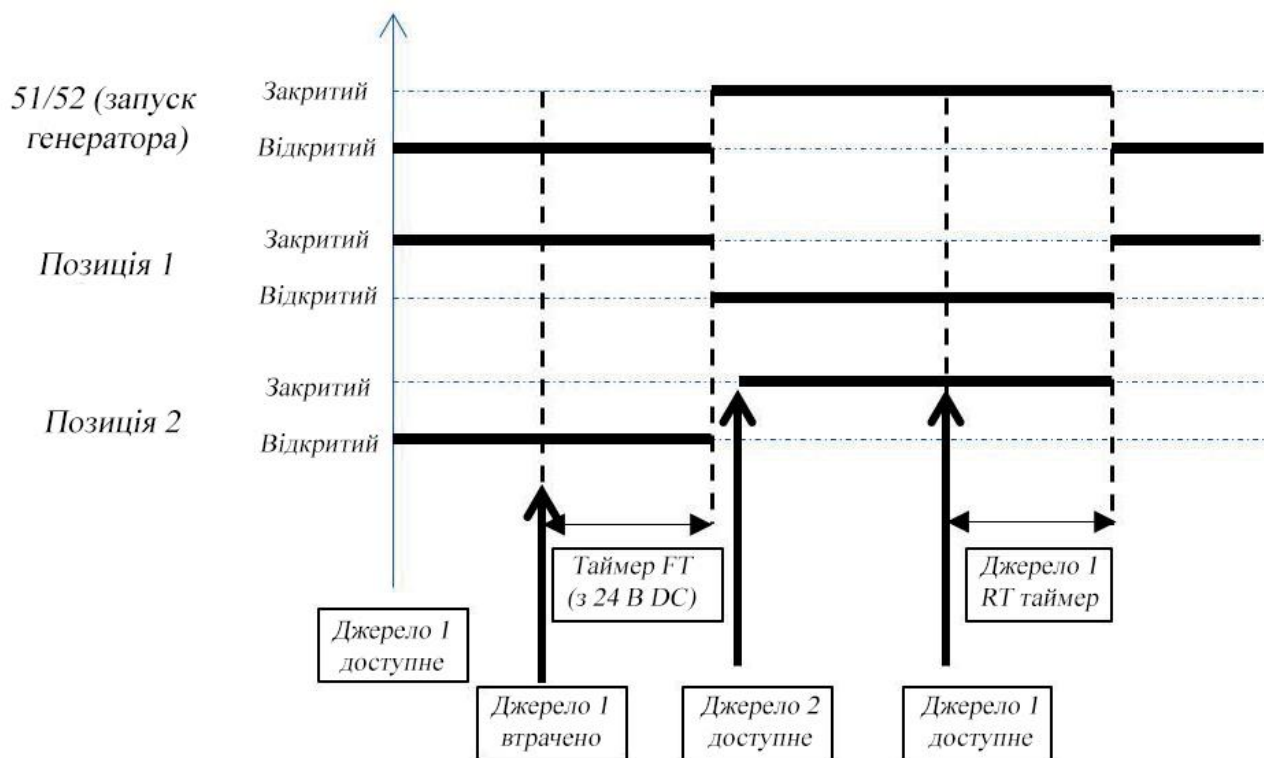 51/52 (запуск
генератора)
Закритий
Відкритий
Позиція 1
Закритий
Відкритий
Позиція 2
Закритий
Відкритий
Таймер FT
(з 24 В DC)
Джерело 1
RT таймер
Джерело 1
доступне
Джерело 1
втрачено
Джерело 2
доступне
Джерело 1
доступне